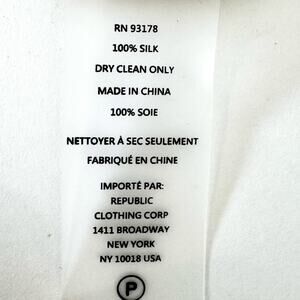 RN 93178
100% SILK
DRY CLEAN ONLY
MADE IN CHINA
100% SOIE
NETTOYER À SEC SEULEMENT
FABRIQUÉ EN CHINE
IMPORTÉ PAR:
REPUBLIC
CLOTHING CORP
1411 BROADWAY
NEW YORK
NY 10018 USA
P